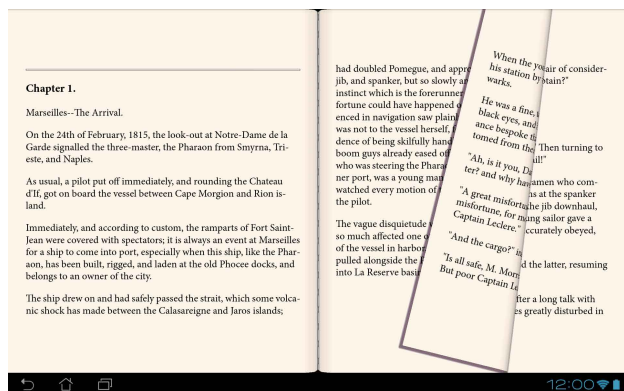 Chapter 1.
Marseilles--The Arrival.
On the 24th of February, 1815, the look-out at Notre-Dame de la
Garde signalled the three-master, the Pharaon from Smyrna, Tri-
este, and Naples.
As usual, a pilot put off immediately, and rounding the Chateau
d'If, got on board the vessel between Cape Morgion and Rion is-
land.
Immediately, and according to custom, the ramparts of Fort Saint-
Jean were covered with spectators; it is always an event at Marseilles
for a ship to come into port, especially when this ship, like the Phar-
aon, has been built, rigged, and laden at the old Phocee docks, and
belongs to an owner of the city.
The ship drew on and had safely passed the strait, which some volca-
nic shock has made between the Calasareigne and Jaros islands;
had doubled Pomegue, and
jib, and spanker, but so slowly
instinct which is the forerunner
fortune could have happened
enced in navigation saw
was not to the vessel herself,
dence of being skilfully
boom guys already eased
who was steering the
ner port, was a young man
watched every motion of
the pilot.
The vague disquietude
so much affected one
of the vessel in harbor
pulled alongside the
into La Reserve
When the
his station by
warks.
He was a fine,
black eyes, and
ance bespoke
tomed from the
"Ah, is it you,
ter? and why
"A great
misfortune, for
Captain Leclere."
"And the cargo?"
"Is all safe, M.
But poor Captain
of consider-
Then turning to
who com-
at the spanker
jib downhaul,
sailor gave a
obeyed,
the latter, resuming
a long talk with
greatly disturbed in
12:00